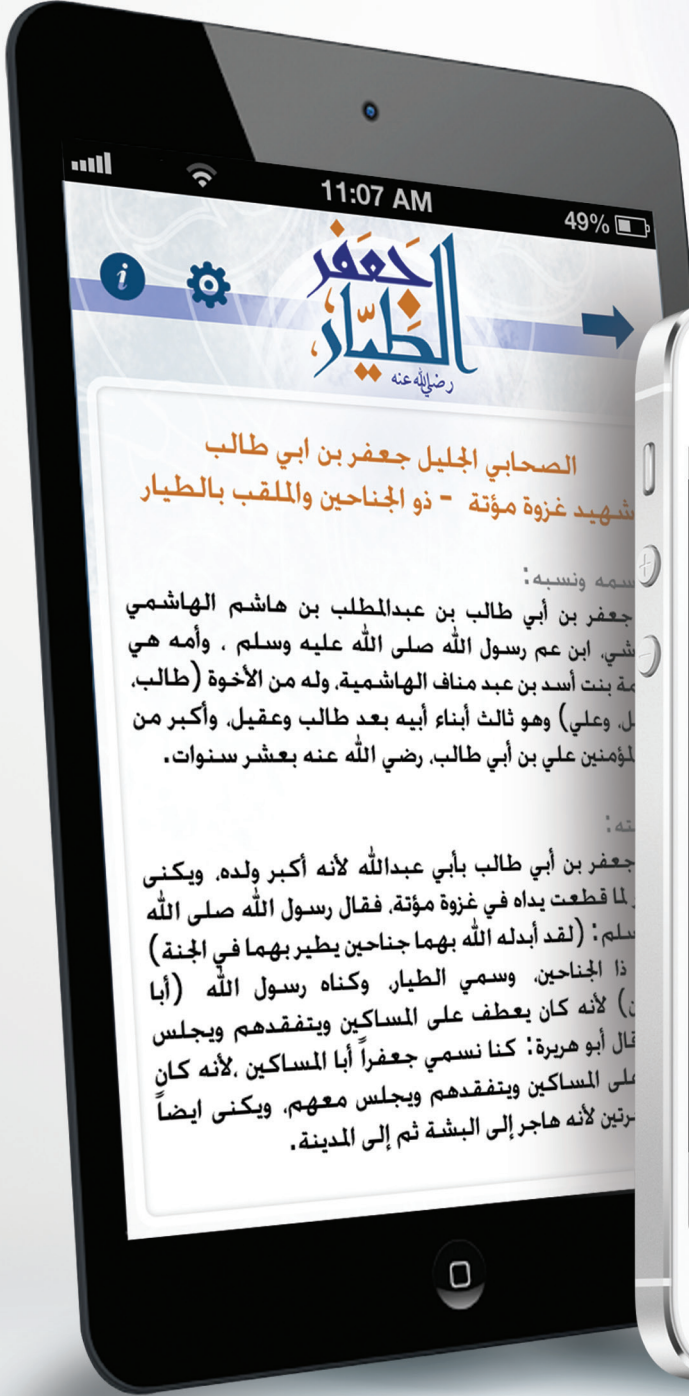 11:07 AM
49%
جعفر
الطيّار
رضي الله عنه
الصحابي الجليل جعفر بن ابي طالب
شهيد غزوة مؤتة - ذو الجناحين والملقب بالطيار
ونسبه:
جعفر بن أبي طالب بن عبدالمطلب بن هاشم الهاشمي
ابن عم رسول الله صلى الله عليه وسلم . وأمه هي
بنت أسد بن عبد مناف الهاشمية، وله من الأخوة (طالب،
وعلي) وهو ثالث أبناء أبيه بعد طالب وعقيل، وأكبر من
علي بن أبي طالب، رضي الله عنه بعشر سنوات.
جعفر بن أبي طالب بأبي عبدالله لأنه أكبر ولده، ويكنى
لما قطعت يداه في غزوة مؤتة، فقال رسول الله صلى الله
(لقد أبدله الله بهما جناحين يطير بهما في الجنة)
ذا الجناحين، وسمي الطيار، وكناه رسول الله (أبا
لأنه كان يعطف على المساكين ويتفقدهم ويجلس
قال أبو هريرة: كنا نسمي جعفراً أبا المساكين ،لأنه كان
على المساكين ويتفقدهم ويجلس معهم، ويكنى ايضاً
لأنه هاجر إلى البشة ثم إلى المدينة.